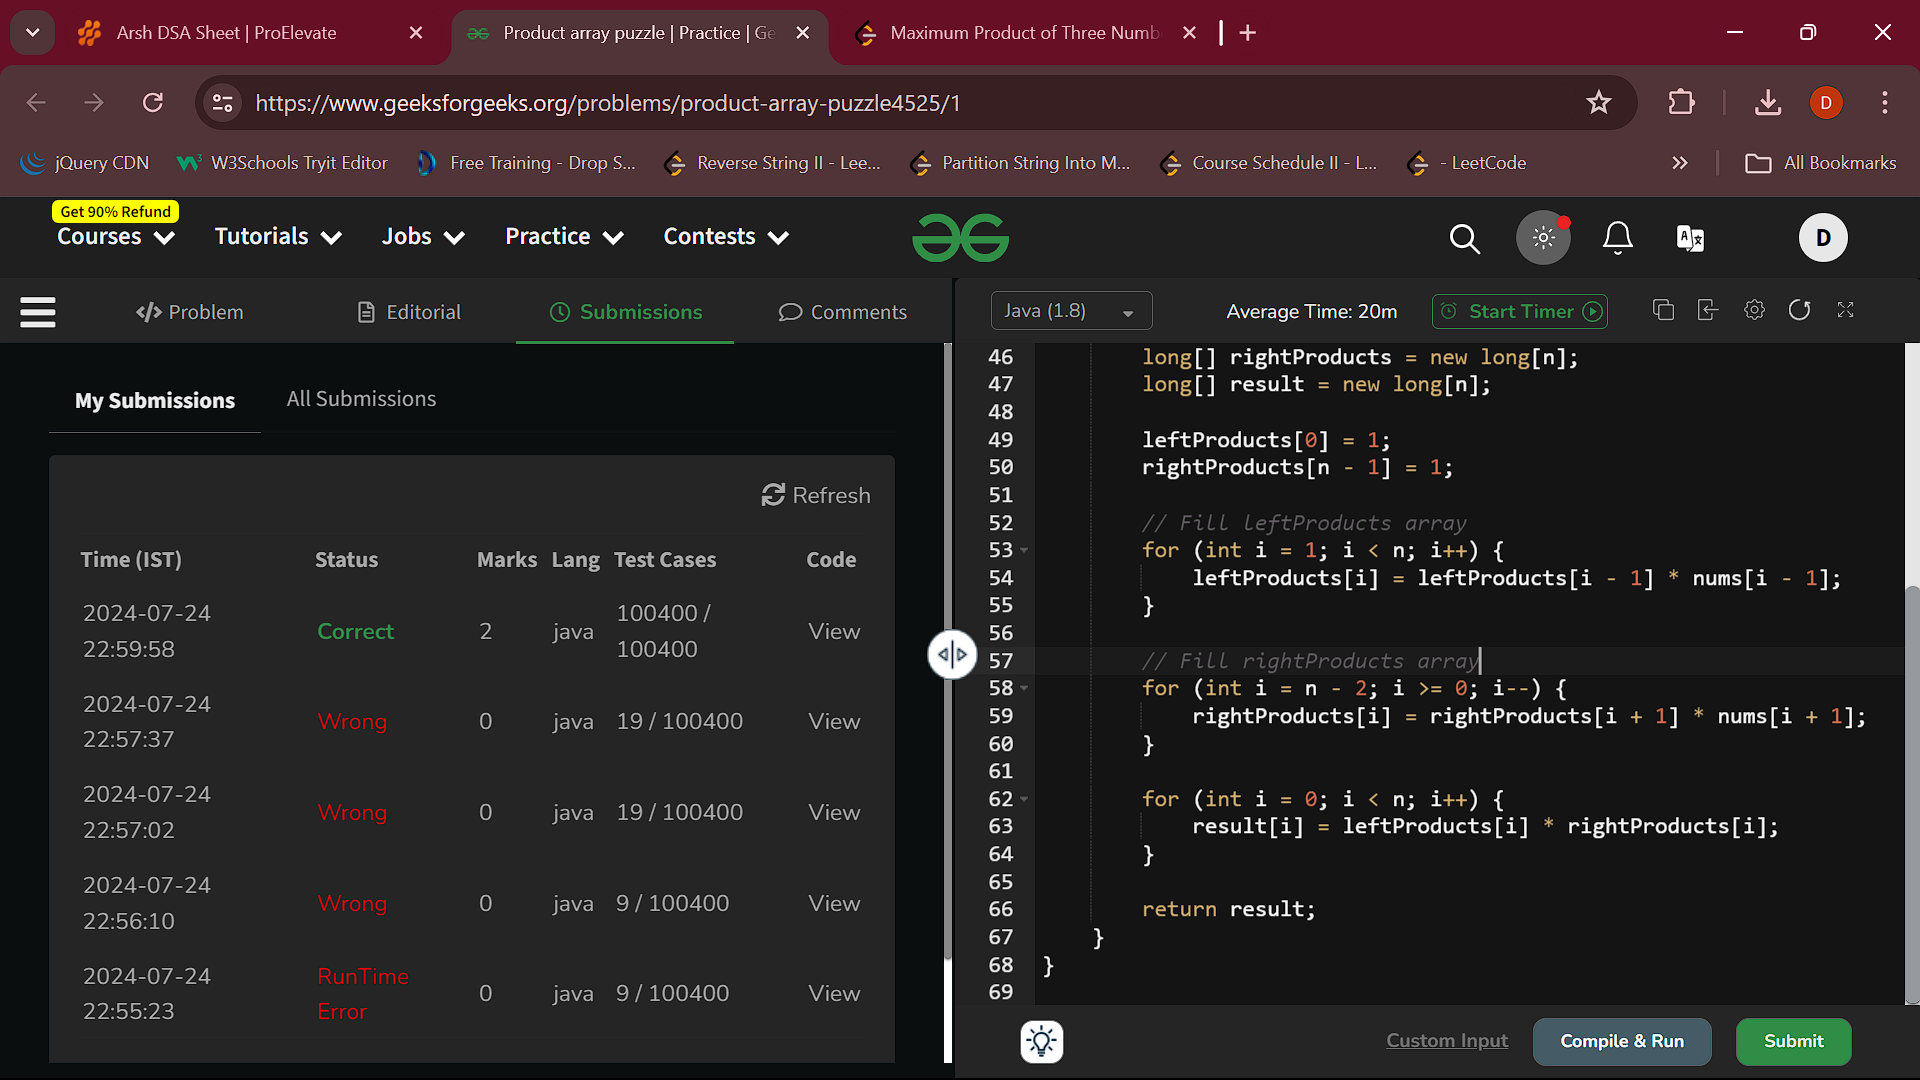 Arsh DSA Sheet | ProElevate
Product array puzzle | Practice | Ge
Maximum Product of Three Numb
https://www.geeksforgeeks.org/problems/product-array-puzzle4525/1
D
jQuery CDN
W3Schools Tryit Editor
Free Training - Drop S...
Reverse String II - Lee...
Partition String Into M...
Course Schedule II - L...
- LeetCode
All Bookmarks
Get 90% Refund
Courses
Tutorials
Jobs
Practice
Contests
D
Problem
Editorial
Submissions
Comments
Java (1.8)
Average Time: 20m
Start Timer
My Submissions
All Submissions
Refresh
Time (IST) Status Marks Lang Test Cases Code
2024-07-24 22:59:58 Correct 2 java 100400 / 100400 View
2024-07-24 22:57:37 Wrong 0 java 19 / 100400 View
2024-07-24 22:57:02 Wrong 0 java 19 / 100400 View
2024-07-24 22:56:10 Wrong 0 java 9 / 100400 View
2024-07-24 22:55:23 RunTime Error 0 java 9 / 100400 View
46 long[] rightProducts = new long[n];
47 long[] result = new long[n];
48
49 leftProducts[0] = 1;
50 rightProducts[n - 1] = 1;
51
52 // Fill leftProducts array
53 for (int i = 1; i < n; i++) {
54 leftProducts[i] = leftProducts[i - 1] * nums[i - 1];
55 }
56
57 // Fill rightProducts array
58 for (int i = n - 2; i >= 0; i--) {
59 rightProducts[i] = rightProducts[i + 1] * nums[i + 1];
60 }
61
62 for (int i = 0; i < n; i++) {
63 result[i] = leftProducts[i] * rightProducts[i];
64 }
65
66 return result;
67 }
68 }
69
Custom Input
Compile & Run
Submit